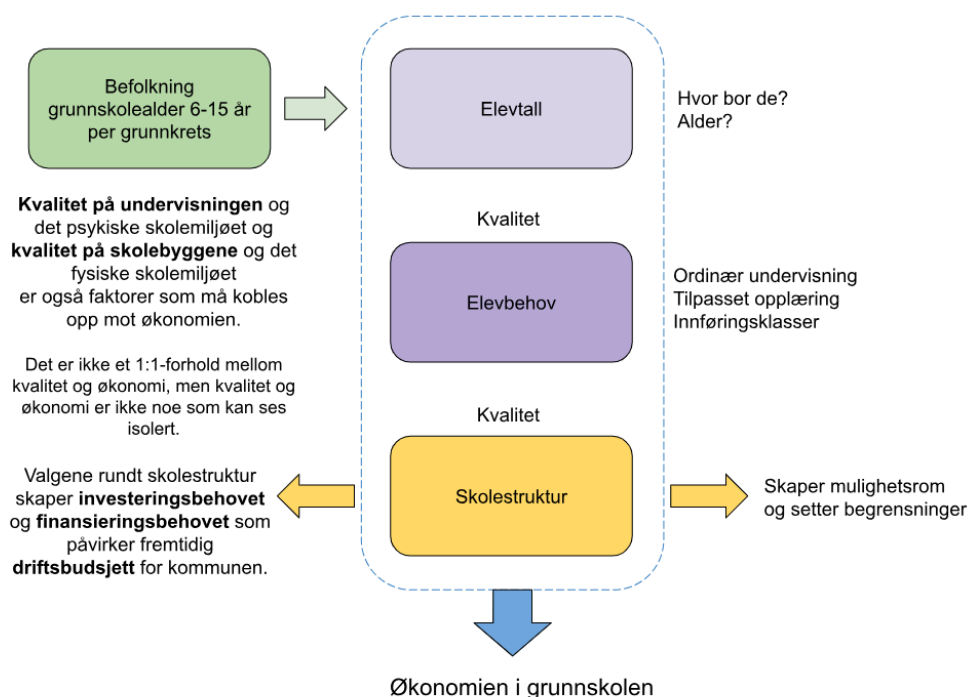 Befolkning
grunnskolealder 6-15 år
per grunnkrets
Elevtall
Hvor bor de?
Alder?
Kvalitet på undervisningen og
det psykiske skolemiljøet og
kvalitet på skolebyggene og det
fysiske skolemiljøet
er også faktorer som må kobles
opp mot økonomien.
Kvalitet
Elevbehov
Ordinær undervisning
Tilpasset opplæring
Innføringsklasser
Det er ikke et 1:1-forhold mellom
kvalitet og økonomi, men kvalitet og
økonomi er ikke noe som kan ses
isolert.
Kvalitet
Valgene rundt skolestruktur
skaper investeringsbehovet
og finansieringsbehovet som
påvirker fremtidig
driftsbudsjett for kommunen.
Skolestruktur
Skaper mulighetsrom
og setter begrensninger
Økonomien i grunnskolen